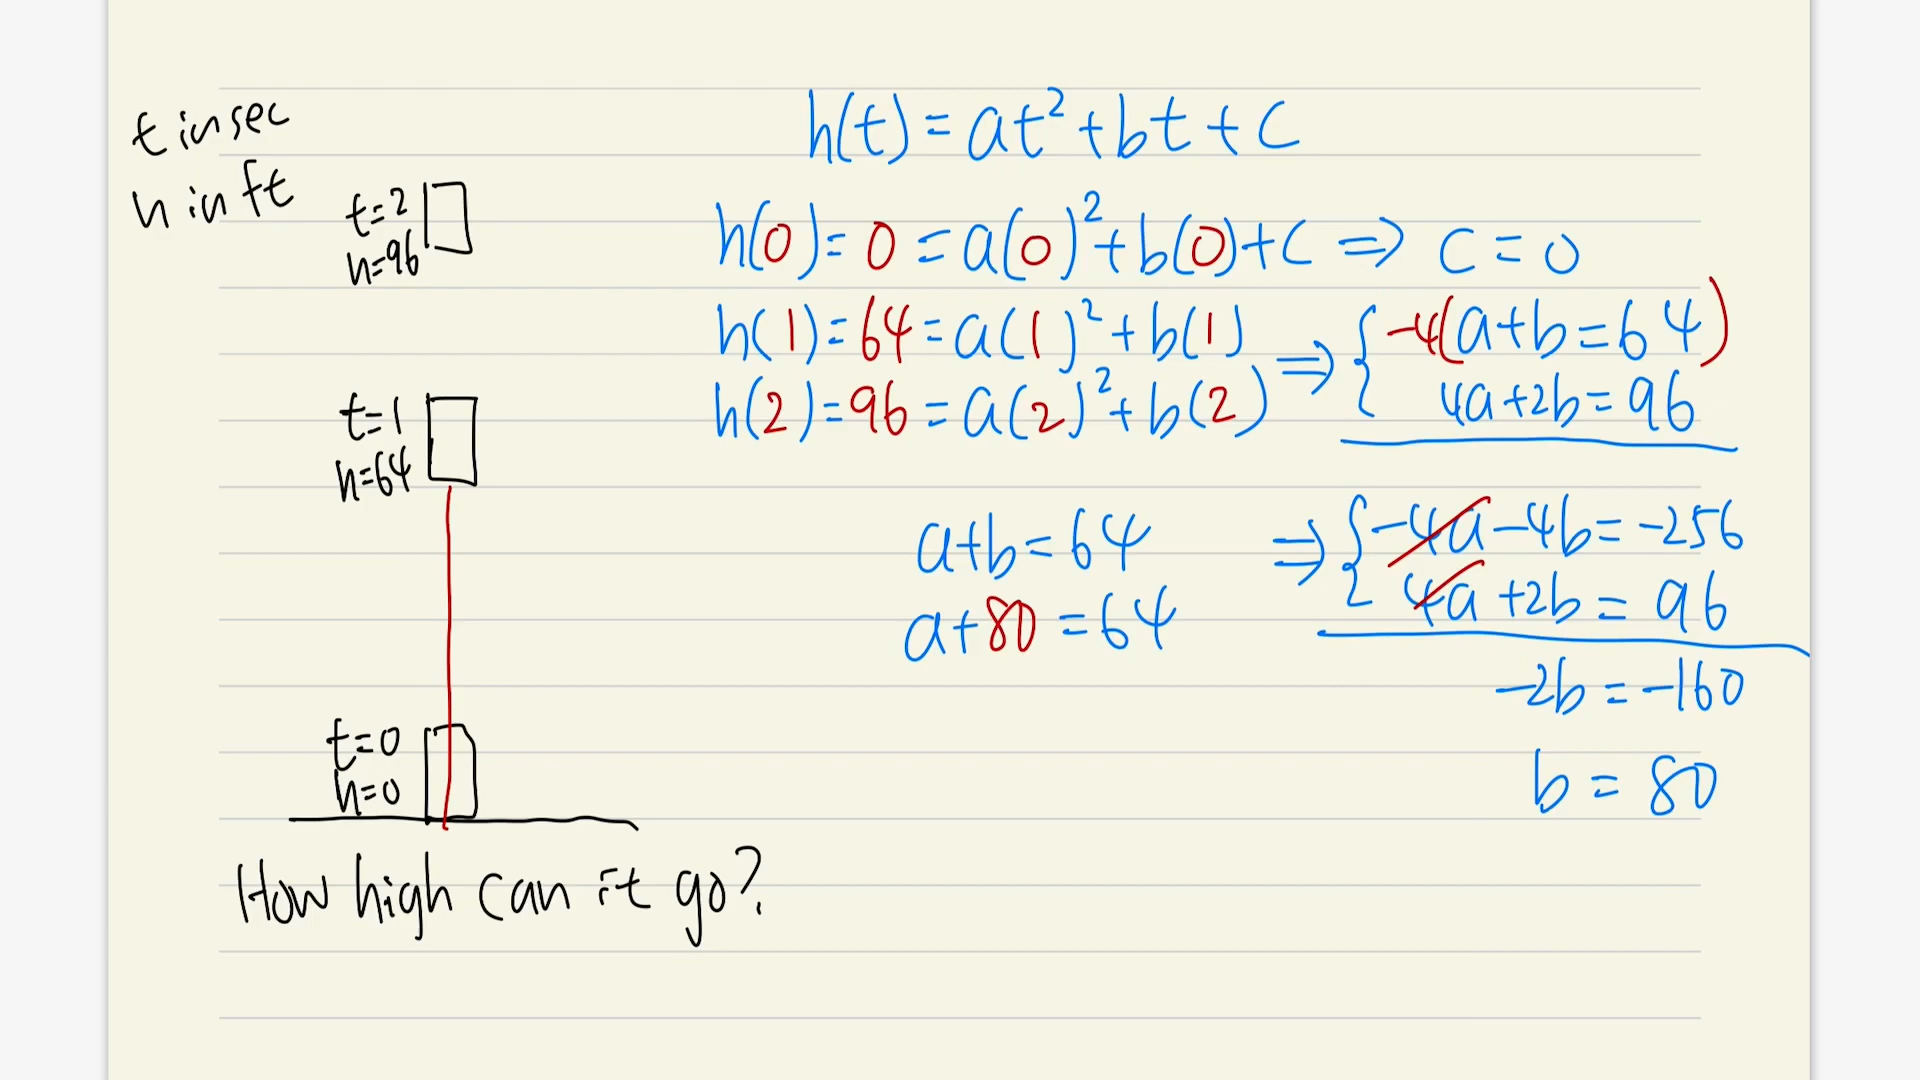 t in sec
h in ft
t=2
h=96
t=1
h=64
t=0
h=0
How high can it go?
h(t) = at² + bt + c
h(0) = 0 = a(0)² + b(0) + c ⇒ c = 0
h(1) = 64 = a(1)² + b(1)
h(2) = 96 = a(2)² + b(2)
⇒ { -4(a+b=64)
4a+2b=96
⇒ { -4a-4b=-256
4a+2b=96
-2b=-160
b=80
a+b=64
a+80=64